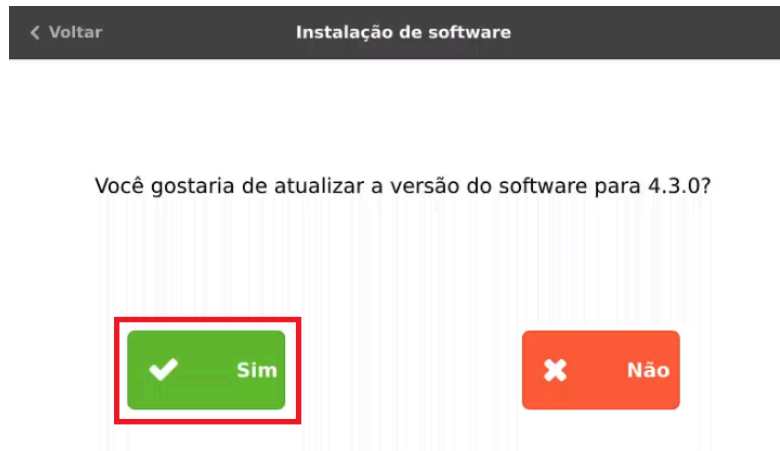 Voltar
Instalação de software
Você gostaria de atualizar a versão do software para 4.3.0?
Sim
Não